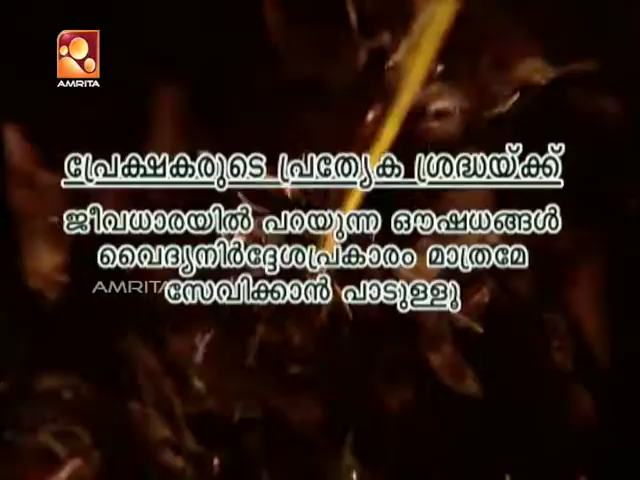 AMRITA
പ്രേക്ഷകരുടെ പ്രത്യേക ശ്രദ്ധയ്ക്ക്
ജീവധാരയിൽ പറയുന്ന ഔഷധങ്ങൾ
വൈദ്യനിർദ്ദേശപ്രകാരം മാത്രമേ
AMRITA
സേവിക്കാൻ പാടുള്ളൂ